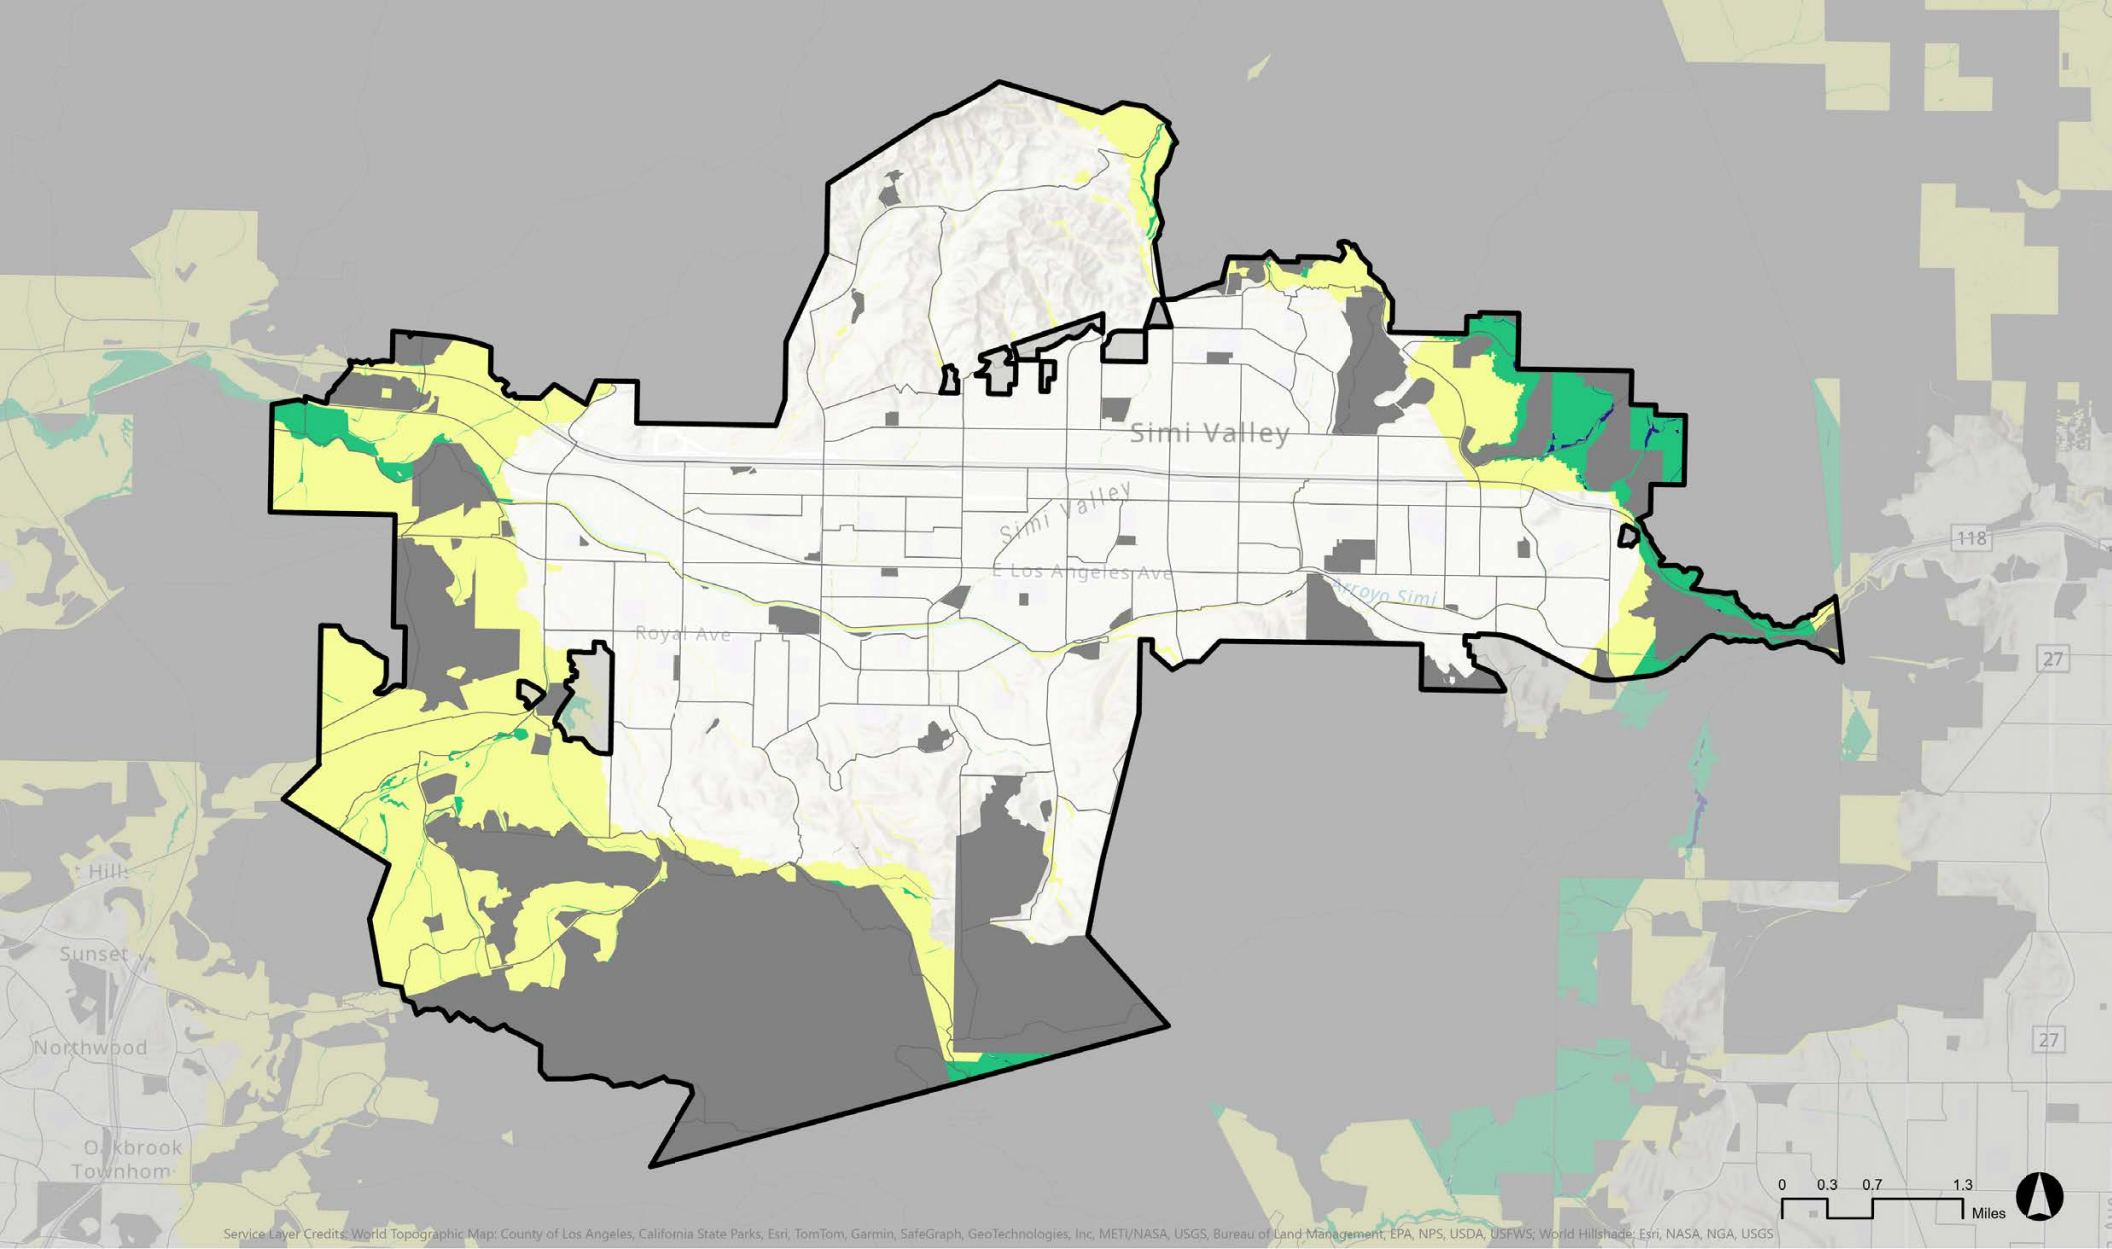 Simi Valley
Simi Valley
E Los Angeles Ave
Arroyo Simi
118
Royal Ave
27
Hills
Sunset
27
Northwood
Oakbrook
Townhom
0 0.3 0.7 1.3
Miles
Service Layer Credits: World Topographic Map: County of Los Angeles, California State Parks, Esri, TomTom, Garmin, SafeGraph, GeoTechnologies, Inc, METI/NASA, USGS, Bureau of Land Management, EPA, NPS, USDA, USFWS; World Hillshade: Esri, NASA, NGA, USGS